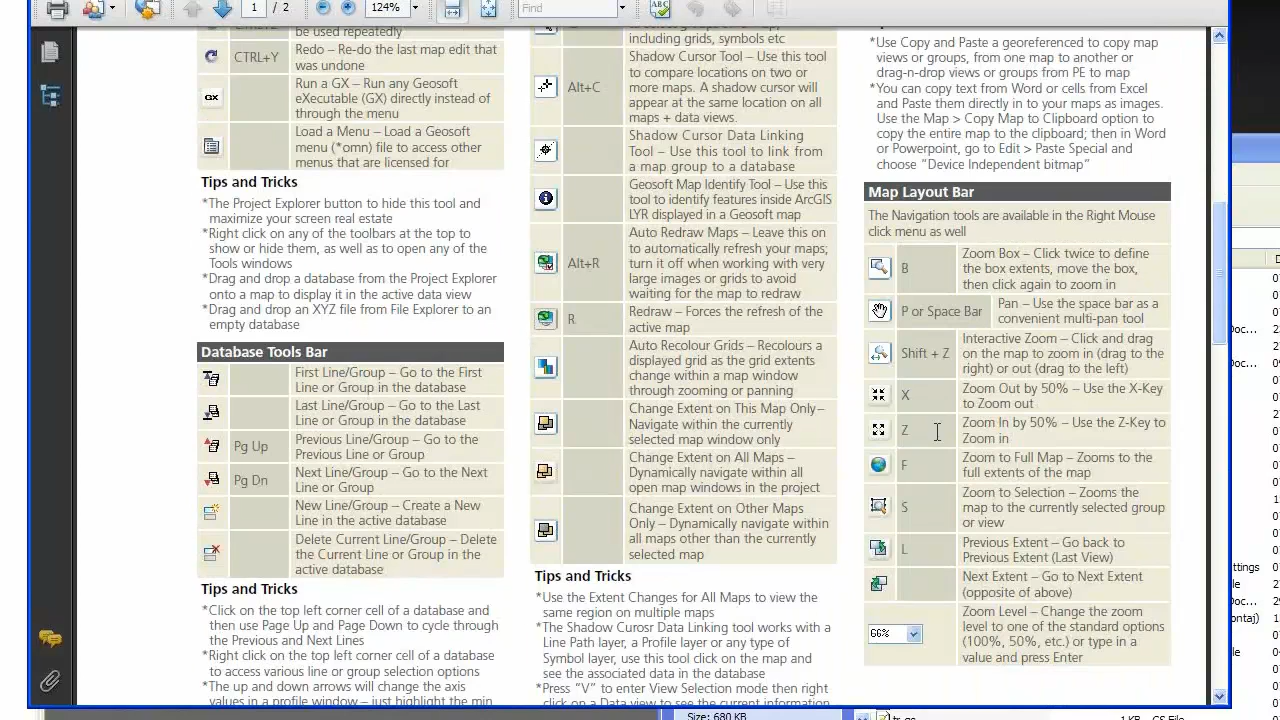 1 / 2
124%
Find
be used repeatedly
CTRL+Y
Redo – Re-do the last map edit that
was undone
GX
Run a GX – Run any Geosoft
eXecutable (GX) directly instead of
through the menu
Load a Menu – Load a Geosoft
menu (*omn) file to access other
menus that are licensed for
Tips and Tricks
*The Project Explorer button to hide this tool and
maximize your screen real estate
*Right click on any of the toolbars at the top to
show or hide them, as well as to open any of the
Tools windows
*Drag and drop a database from the Project Explorer
onto a map to display it in the active data view
*Drag and drop an XYZ file from File Explorer to an
empty database
Database Tools Bar
First Line/Group – Go to the First
Line or Group in the database
Last Line/Group – Go to the Last
Line or Group in the database
Pg Up
Previous Line/Group – Go to the
Previous Line or Group
Pg Dn
Next Line/Group – Go to the Next
Line or Group
New Line/Group – Create a New
Line in the active database
Delete Current Line/Group – Delete
the Current Line or Group in the
active database
Tips and Tricks
*Click on the top left corner cell of a database and
then use Page Up and Page Down to cycle through
the Previous and Next Lines
*Right click on the top left corner cell of a database
to access various line or group selection options
*The up and down arrows will change the axis
values in a profile window – just highlight the min
including grids, symbols etc
Alt+C
Shadow Cursor Tool – Use this tool
to compare locations on two or
more maps. A shadow cursor will
appear at the same location on all
maps + data views.
Shadow Cursor Data Linking
Tool – Use this tool to link from
a map group to a database
Geosoft Map Identify Tool – Use this
tool to identify features inside ArcGIS
LYR displayed in a Geosoft map
Alt+R
Auto Redraw Maps – Leave this on
to automatically refresh your maps;
turn it off when working with very
large images or grids to avoid
waiting for the map to redraw
R
Redraw – Forces the refresh of the
active map
Auto Recolour Grids – Recolours a
displayed grid as the grid extents
change within a map window
through zooming or panning
Change Extent on This Map Only–
Navigate within the currently
selected map window only
Change Extent on All Maps –
Dynamically navigate within all
open map windows in the project
Change Extent on Other Maps
Only – Dynamically navigate within
all maps other than the currently
selected map
Tips and Tricks
*Use the Extent Changes for All Maps to view the
same region on multiple maps
*The Shadow Curosr Data Linking tool works with a
Line Path layer, a Profile layer or any type of
Symbol layer, use this tool click on the map and
see the associated data in the database
*Press “V” to enter View Selection mode then right
click on a Data view to see the current information
*Use Copy and Paste a georeferenced to copy map
views or groups, from one map to another or
drag-n-drop views or groups from PE to map
*You can copy text from Word or cells from Excel
and Paste them directly in to your maps as images.
Use the Map > Copy Map to Clipboard option to
copy the entire map to the clipboard; then in Word
or Powerpoint, go to Edit > Paste Special and
choose “Device Independent bitmap”
Map Layout Bar
The Navigation tools are available in the Right Mouse
click menu as well
B
Zoom Box – Click twice to define
the box extents, move the box,
then click again to zoom in
P or Space Bar
Pan – Use the space bar as a
convenient multi-pan tool
Shift + Z
Interactive Zoom – Click and drag
on the map to zoom in (drag to the
right) or out (drag to the left)
X
Zoom Out by 50% – Use the X-Key
to Zoom out
Z
Zoom In by 50% – Use the Z-Key to
Zoom in
F
Zoom to Full Map – Zooms to the
full extents of the map
S
Zoom to Selection – Zooms the
map to the currently selected group
or view
L
Previous Extent – Go back to
Previous Extent (Last View)
Next Extent – Go to Next Extent
(opposite of above)
66%
Zoom Level – Change the zoom
level to one of the standard options
(100%, 50%, etc.) or type in a
value and press Enter
Size: 680 KB
1 KB
GS File